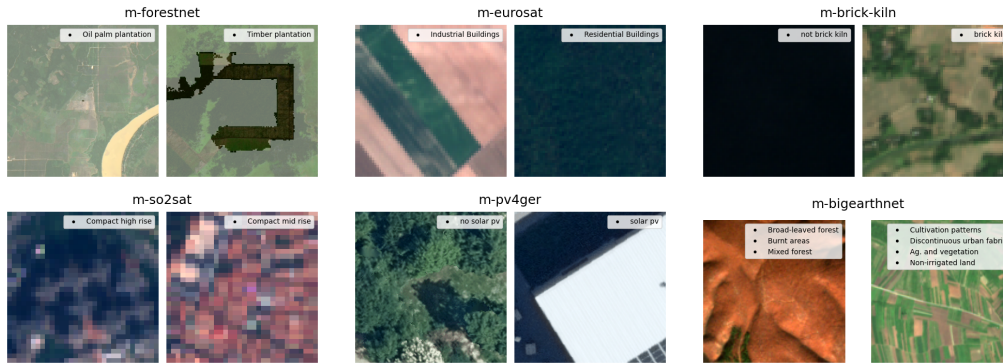 m-forestnet
• Oil palm plantation
• Timber plantation
m-eurosat
• Industrial Buildings
• Residential Buildings
m-brick-kiln
• not brick kiln
• brick kiln
m-so2sat
• Compact high rise
• Compact mid rise
m-pv4ger
• no solar pv
• solar pv
m-bigearthnet
• Broad-leaved forest
• Burnt areas
• Mixed forest
• Cultivation patterns
• Discontinuous urban fabric
• Ag. and vegetation
• Non-irrigated land